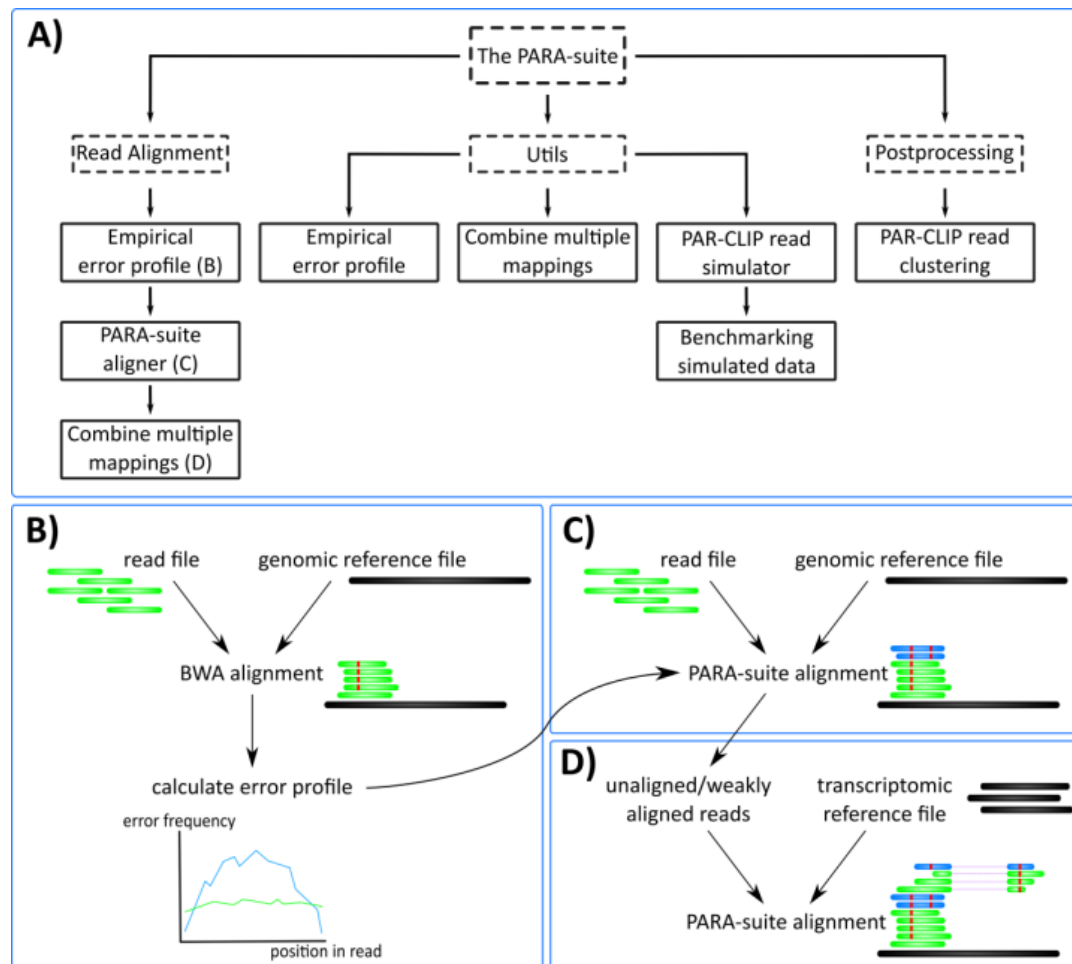 A)
The PARA-suite
Read Alignment
Utils
Postprocessing
Empirical
error profile (B)
Empirical
error profile
Combine multiple
mappings
PAR-CLIP read
simulator
PAR-CLIP read
clustering
PARA-suite
aligner (C)
Benchmarking
simulated data
Combine multiple
mappings (D)
B)
read file
genomic reference file
BWA alignment
calculate error profile
error frequency
position in read
C)
read file
genomic reference file
PARA-suite alignment
D)
unaligned/weakly
aligned reads
transcriptomic
reference file
PARA-suite alignment